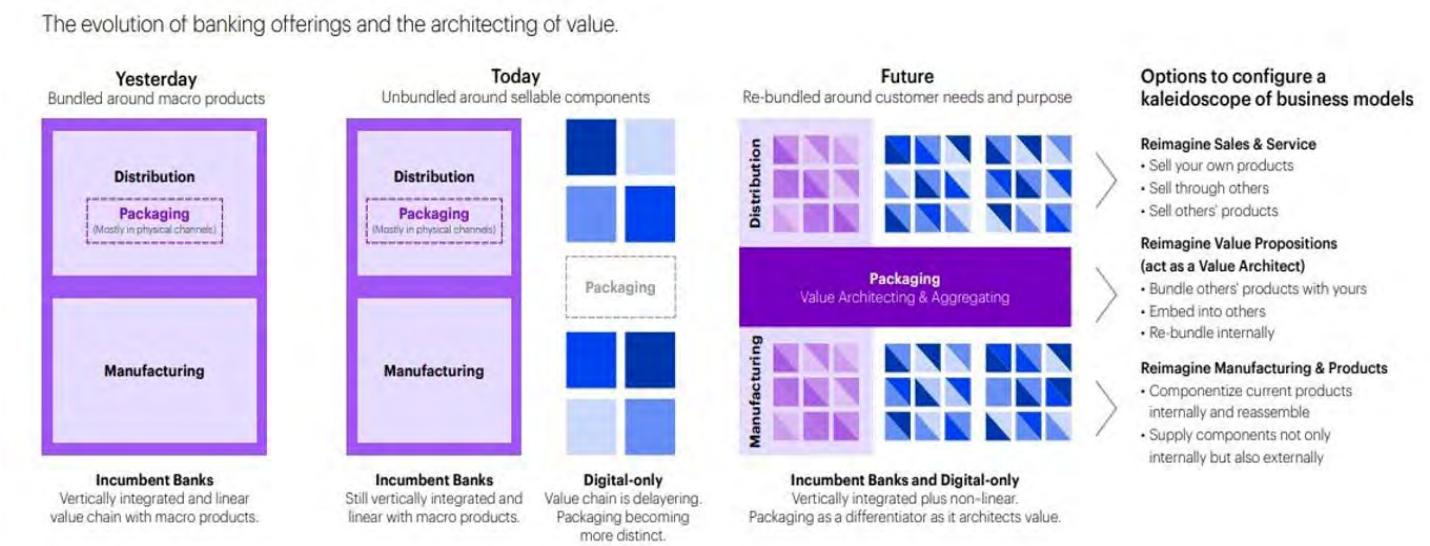 The evolution of banking offerings and the architecting of value.
Yesterday
Bundled around macro products
Distribution
Packaging
(Mostly in physical channels)
Manufacturing
Incumbent Banks
Vertically integrated and linear
value chain with macro products.
Today
Unbundled around sellable components
Distribution
Packaging
(Mostly in physical channels)
Manufacturing
Incumbent Banks
Still vertically integrated and
linear with macro products.
Packaging
Digital-only
Value chain is delayering.
Packaging becoming
more distinct.
Future
Re-bundled around customer needs and purpose
Distribution
Packaging
Value Architecting & Aggregating
Manufacturing
Incumbent Banks and Digital-only
Vertically integrated plus non-linear.
Packaging as a differentiator as it architects value.
Options to configure a
kaleidoscope of business models
Reimagine Sales & Service
• Sell your own products
• Sell through others
• Sell others' products
Reimagine Value Propositions
(act as a Value Architect)
• Bundle others' products with yours
• Embed into others
• Re-bundle internally
Reimagine Manufacturing & Products
• Componentize current products
internally and reassemble
• Supply components not only
internally but also externally